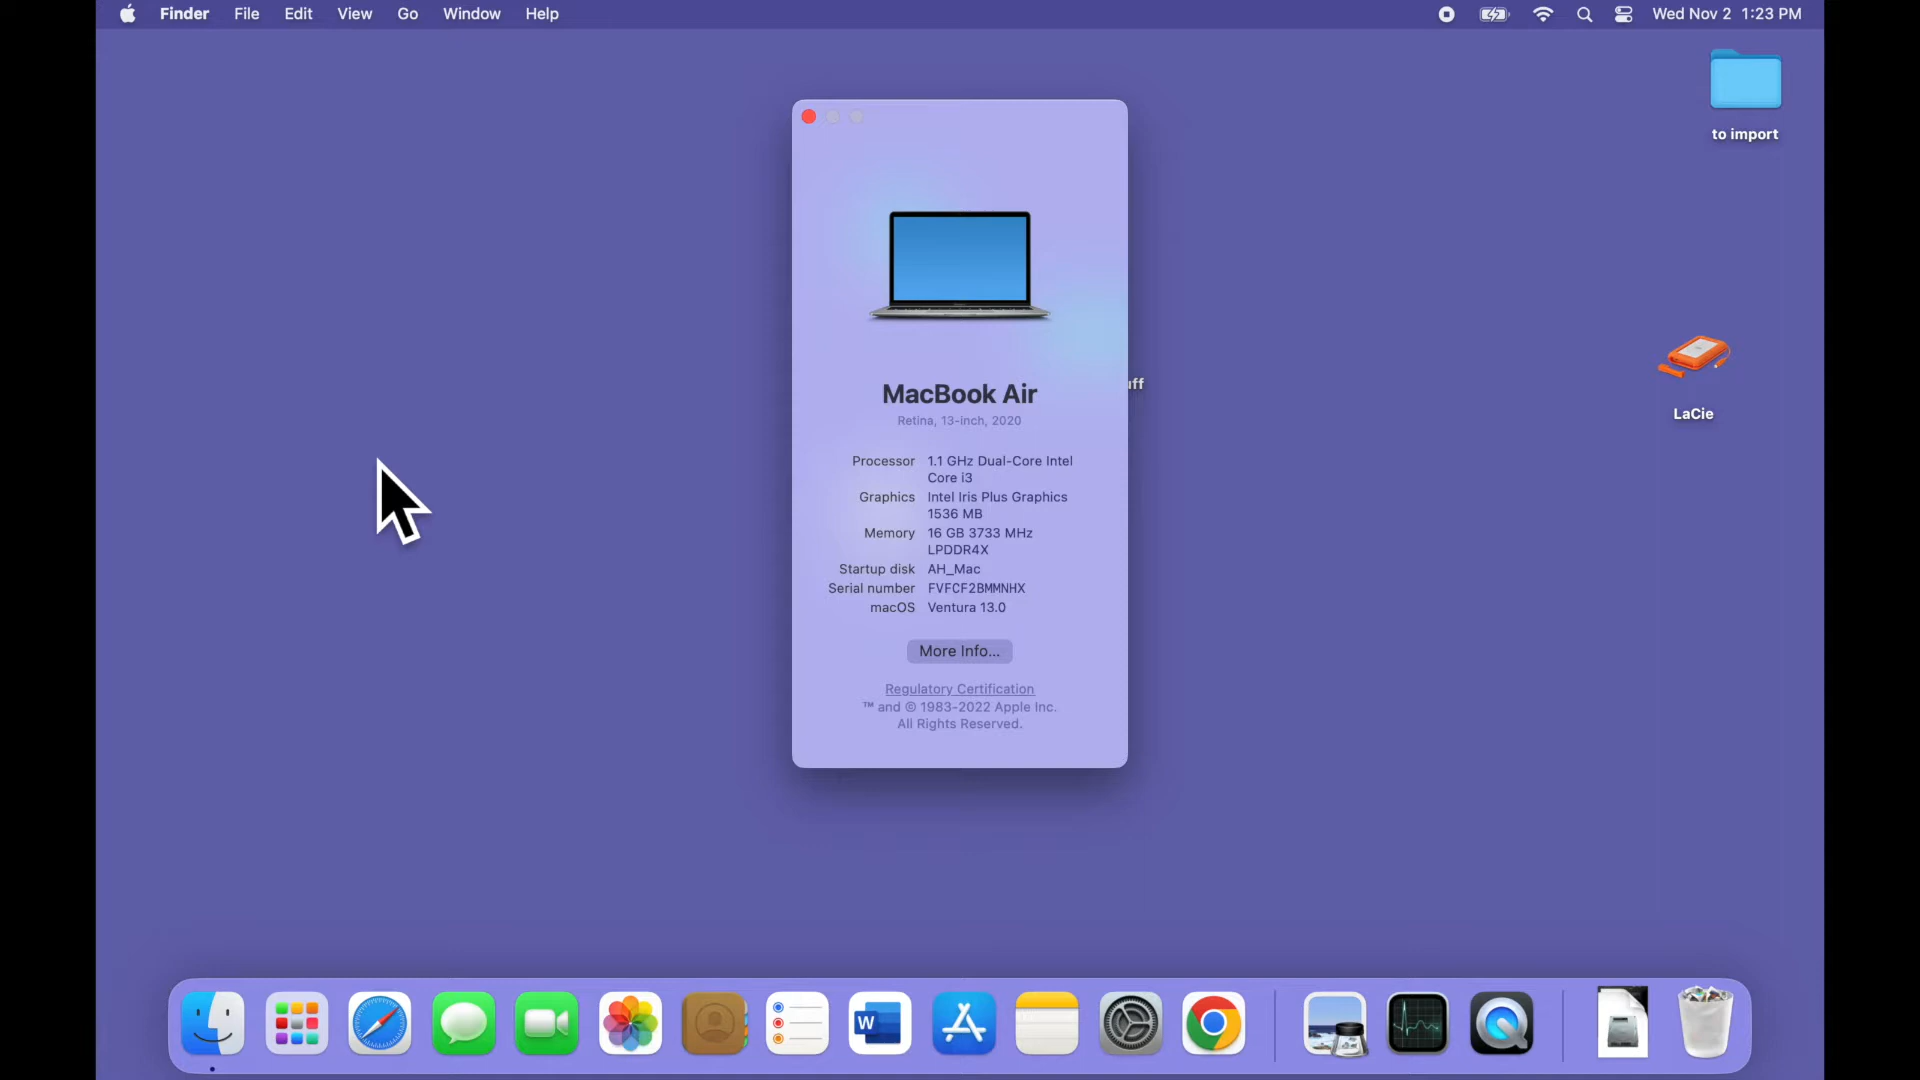 Finder File Edit View Go Window Help Wed Nov 2 1:23 PM
to import
MacBook Air
Retina, 13-inch, 2020
uff
LaCie
Processor 1.1 GHz Dual-Core Intel
Core i3
Graphics Intel Iris Plus Graphics
1536 MB
Memory 16 GB 3733 MHz
LPDDR4X
Startup disk AH_Mac
Serial number FVFCF2BMMNHX
macOS Ventura 13.0
More Info...
Regulatory Certification
™ and © 1983-2022 Apple Inc.
All Rights Reserved.
W